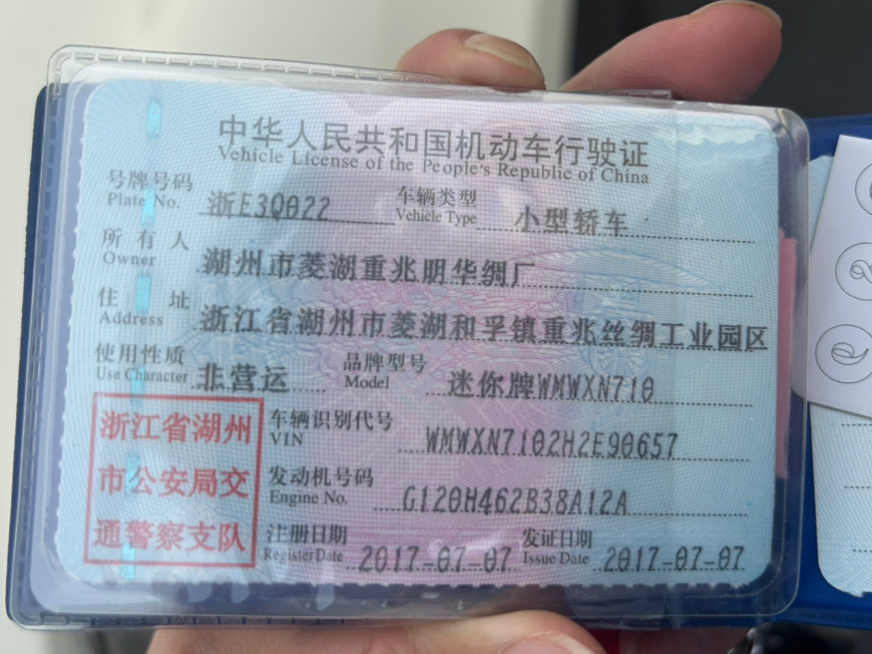 中华人民共和国机动车行驶证
Vehicle License of the People's Republic of China
号牌号码 浙E3Q022 车辆类型 小型轿车
Plate No. Vehicle Type
所有人 湖州市菱湖重兆明华绸厂
Owner
住址 浙江省湖州市菱湖和孚镇重兆丝绸工业园区
Address
使用性质 非营运 品牌型号 迷你牌WMWXN710
Use Character Model
浙江省湖州
市公安局交
通警察支队
车辆识别代号 WMWXN7102H2E90657
VIN
发动机号码 G120H462B38A12A
Engine No.
注册日期 2017-07-07 发证日期 2017-07-07
Register Date Issue Date